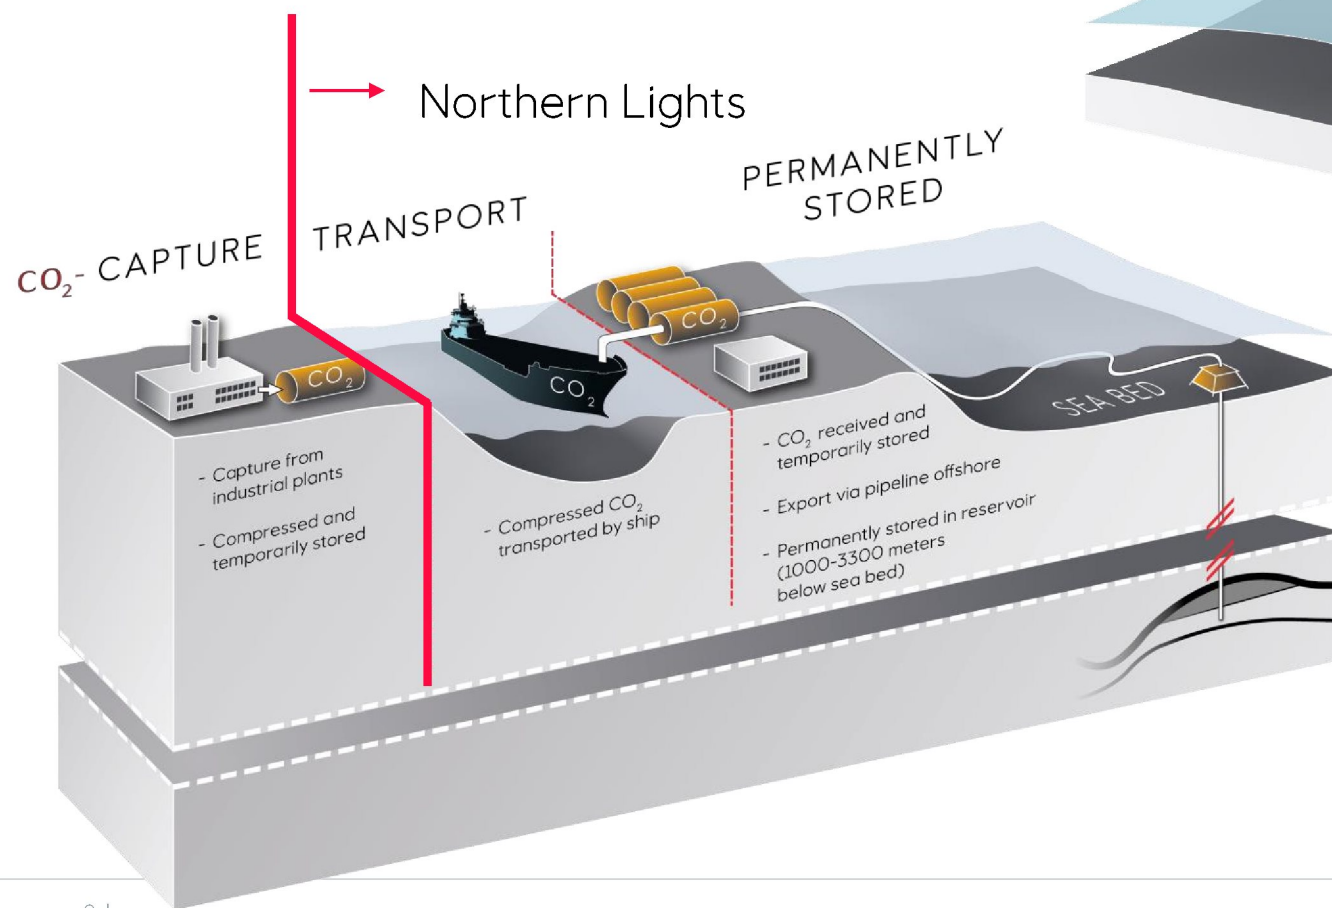 Northern Lights
PERMANENTLY
STORED
TRANSPORT
CO₂- CAPTURE
CO₂
CO₂
CO₂
SEA BED
- Capture from
industrial plants
- Compressed and
temporarily stored
- Compressed CO₂
transported by ship
- CO₂ received and
temporarily stored
- Export via pipeline offshore
- Permanently stored in reservoir
(1000-3300 meters
below sea bed)